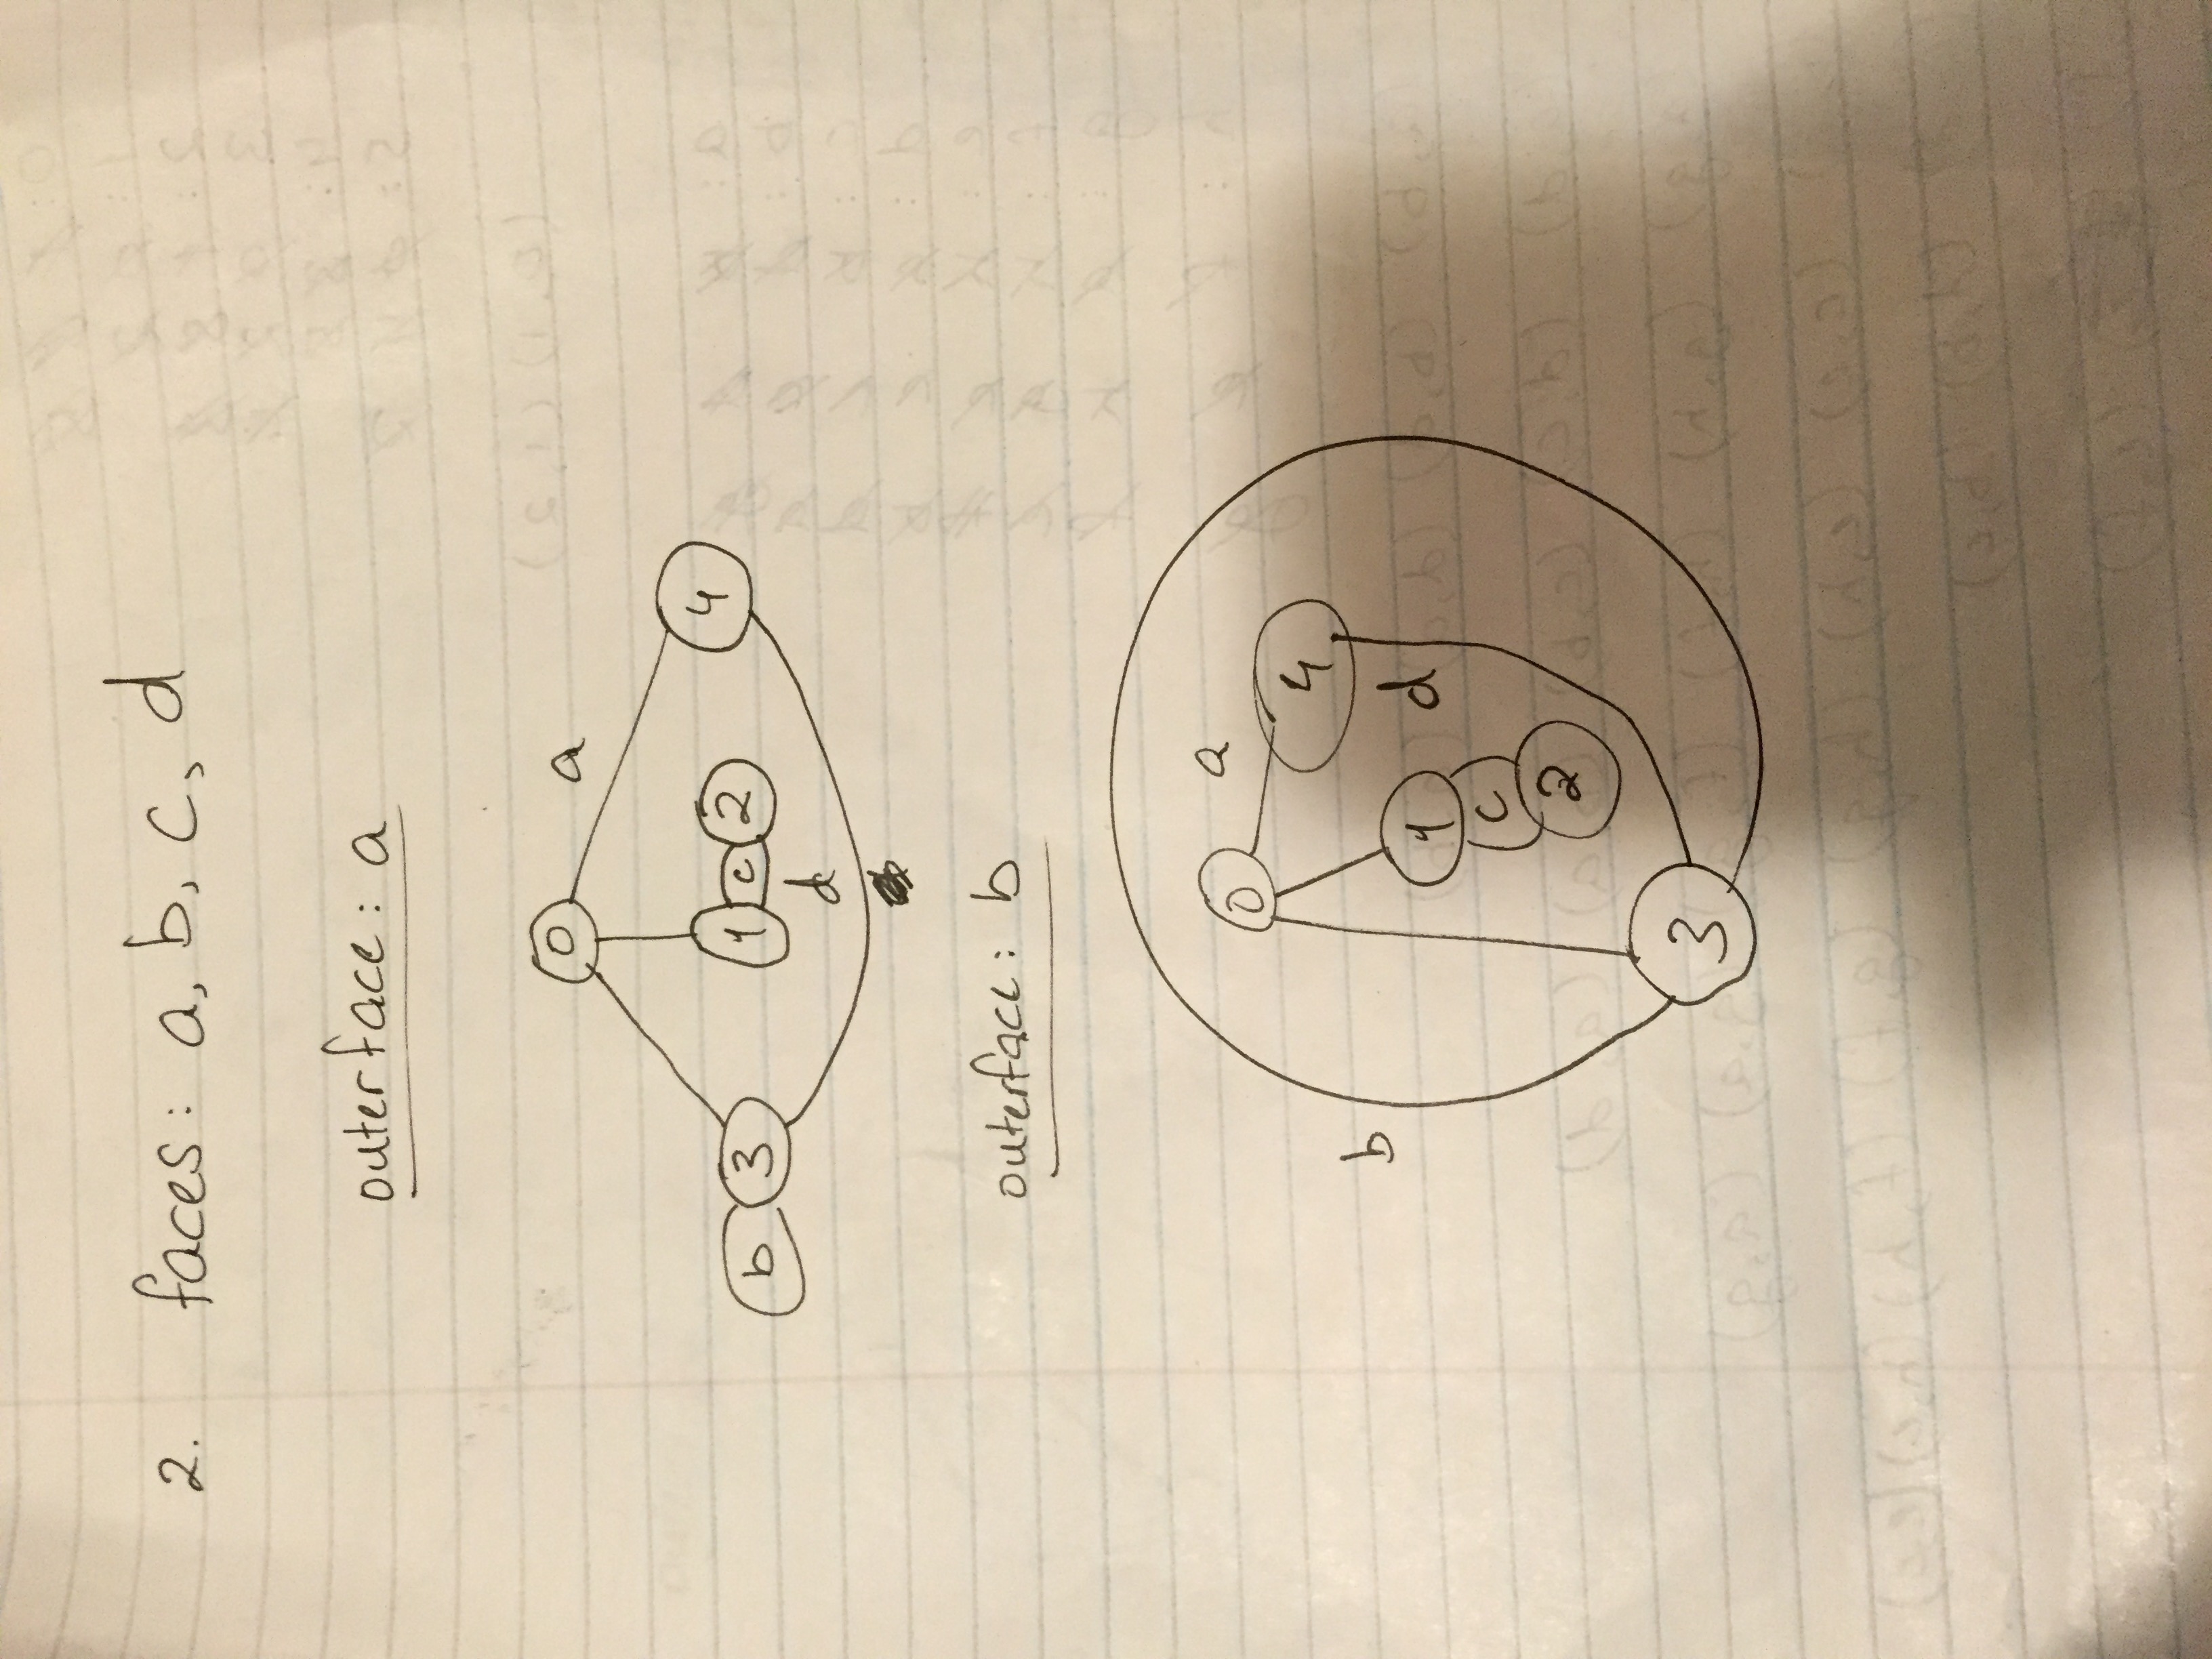 2. faces: a, b, c, d
outerface: a
0 a
b 3 1 c 2 4
d
outerface: b
a
0
4
b
1 d
c
2
3